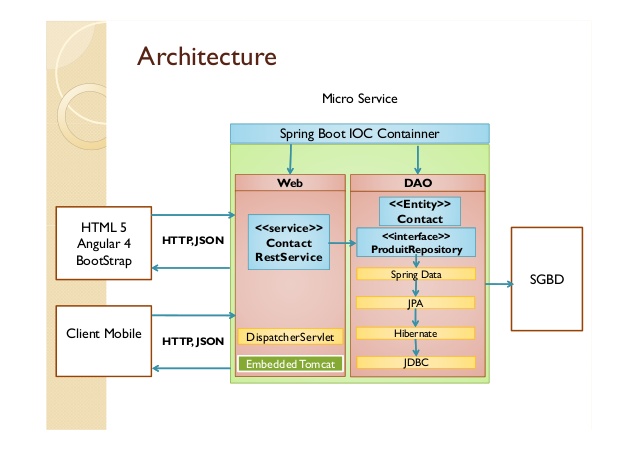 Architecture
Micro Service
Spring Boot IOC Containner
Web
DAO
<<Entity>>
Contact
<<service>>
Contact
RestService
<<interface>>
ProduitRepository
HTML 5
Angular 4
BootStrap
HTTP, JSON
Spring Data
SGBD
JPA
Client Mobile
HTTP, JSON
DispatcherServlet
Hibernate
Embedded Tomcat
JDBC